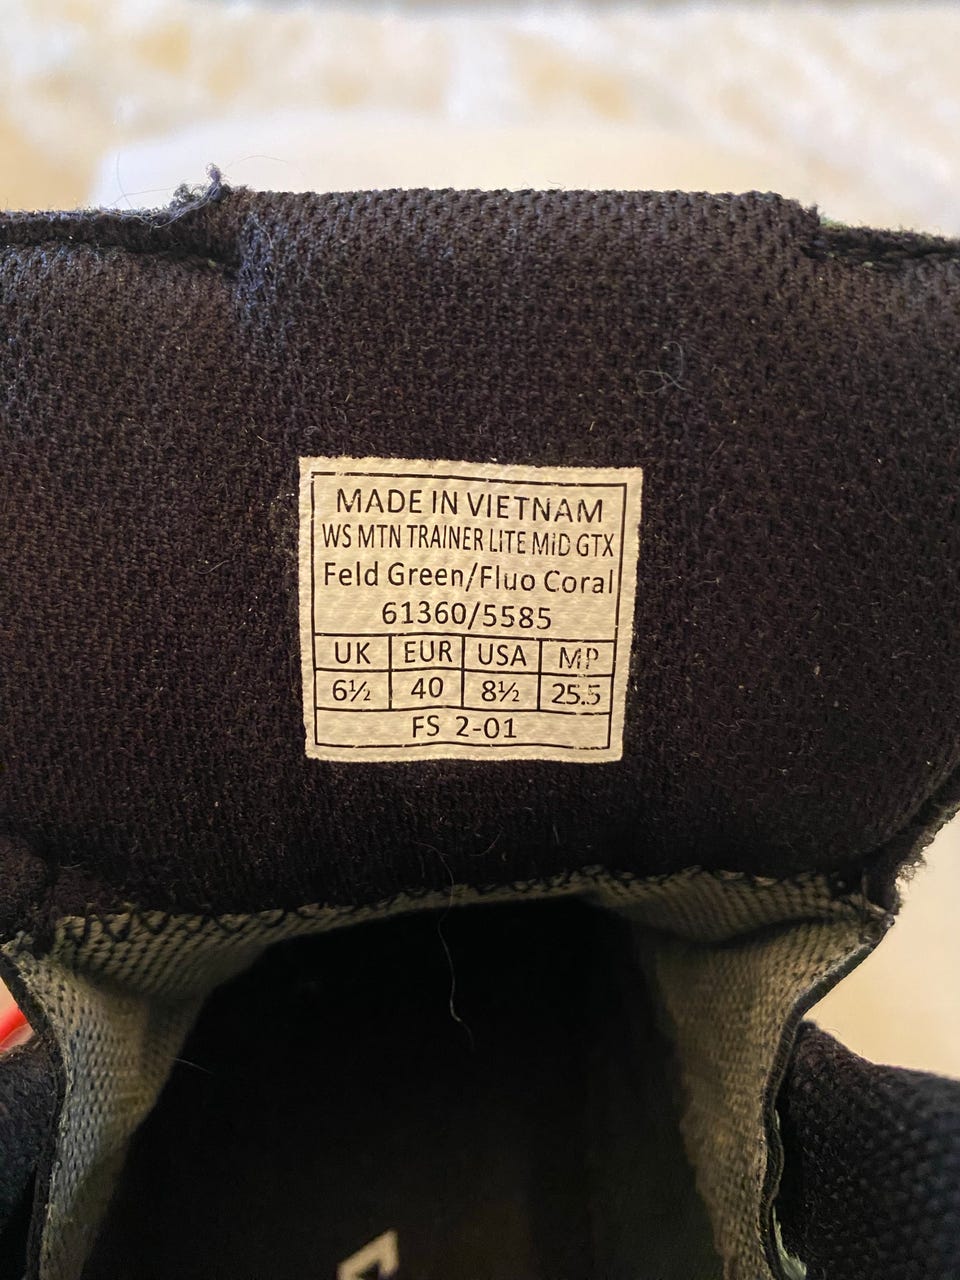 MADE IN VIETNAM
WS MTN TRAINER LITE MiD GTX
Feld Green/Fluo Coral
61360/5585
UK EUR USA MP
6½ 40 8½ 25.5
FS 2-01